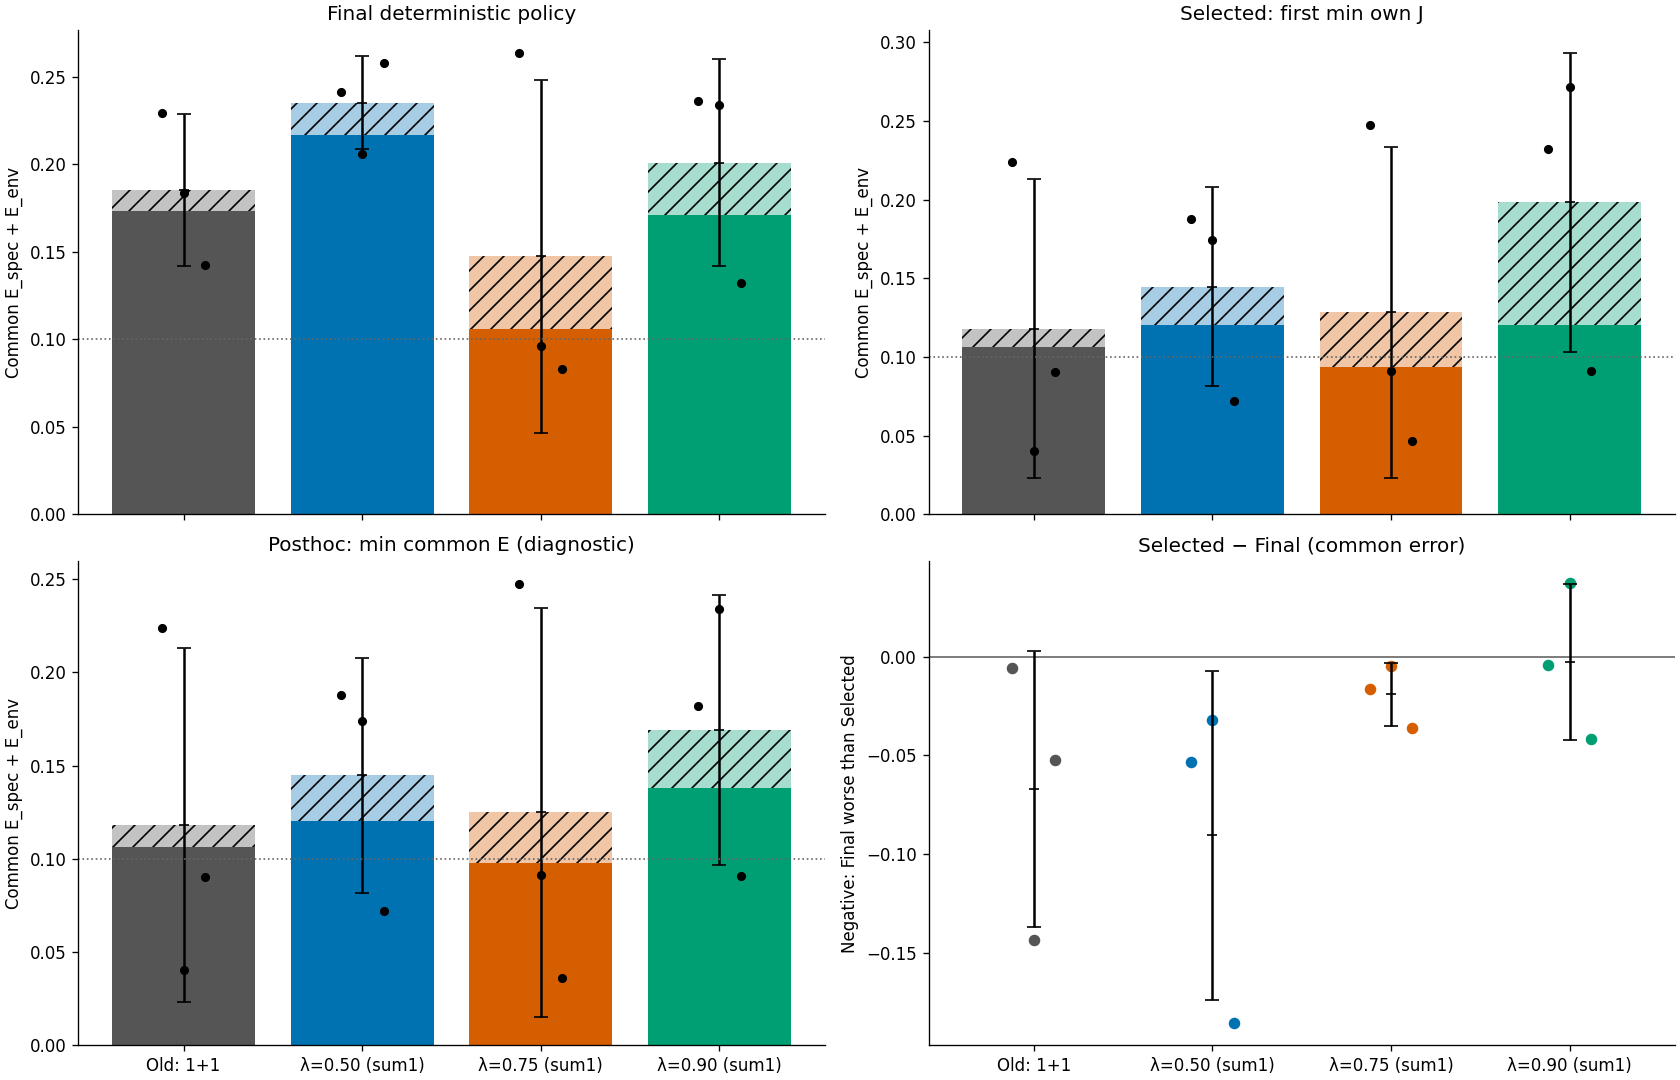 Final deterministic policy
Common E_spec + E_env
0.25
0.20
0.15
0.10
0.05
0.00
Selected: first min own J
Common E_spec + E_env
0.30
0.25
0.20
0.15
0.10
0.05
0.00
Posthoc: min common E (diagnostic)
Common E_spec + E_env
0.25
0.20
0.15
0.10
0.05
0.00
Old: 1+1
λ=0.50 (sum1)
λ=0.75 (sum1)
λ=0.90 (sum1)
Selected − Final (common error)
Negative: Final worse than Selected
0.00
−0.05
−0.10
−0.15
Old: 1+1
λ=0.50 (sum1)
λ=0.75 (sum1)
λ=0.90 (sum1)